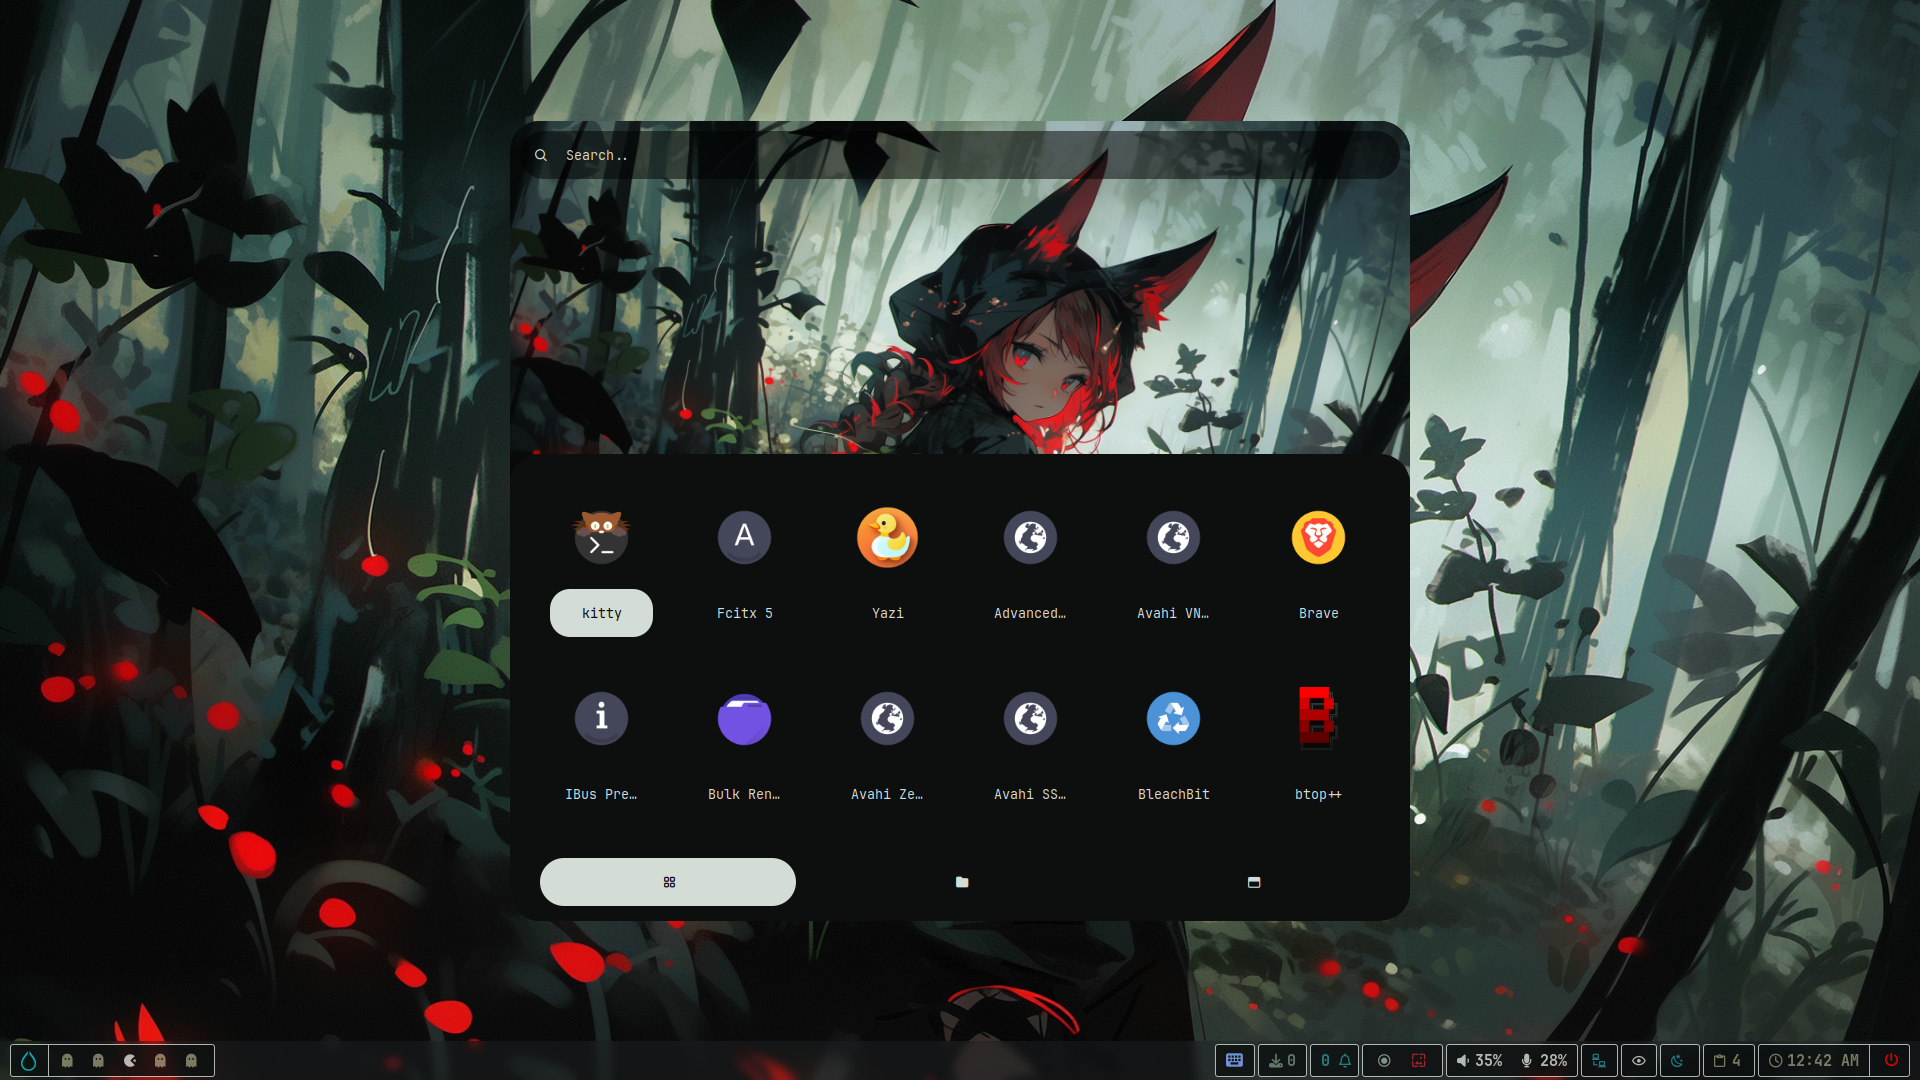 Search..
kitty
Fcitx 5
Yazi
Advanced…
Avahi VN…
Brave
IBus Pre…
Bulk Ren…
Avahi Ze…
Avahi SS…
BleachBit
btop++
0
0
35%
28%
4
12:42 AM